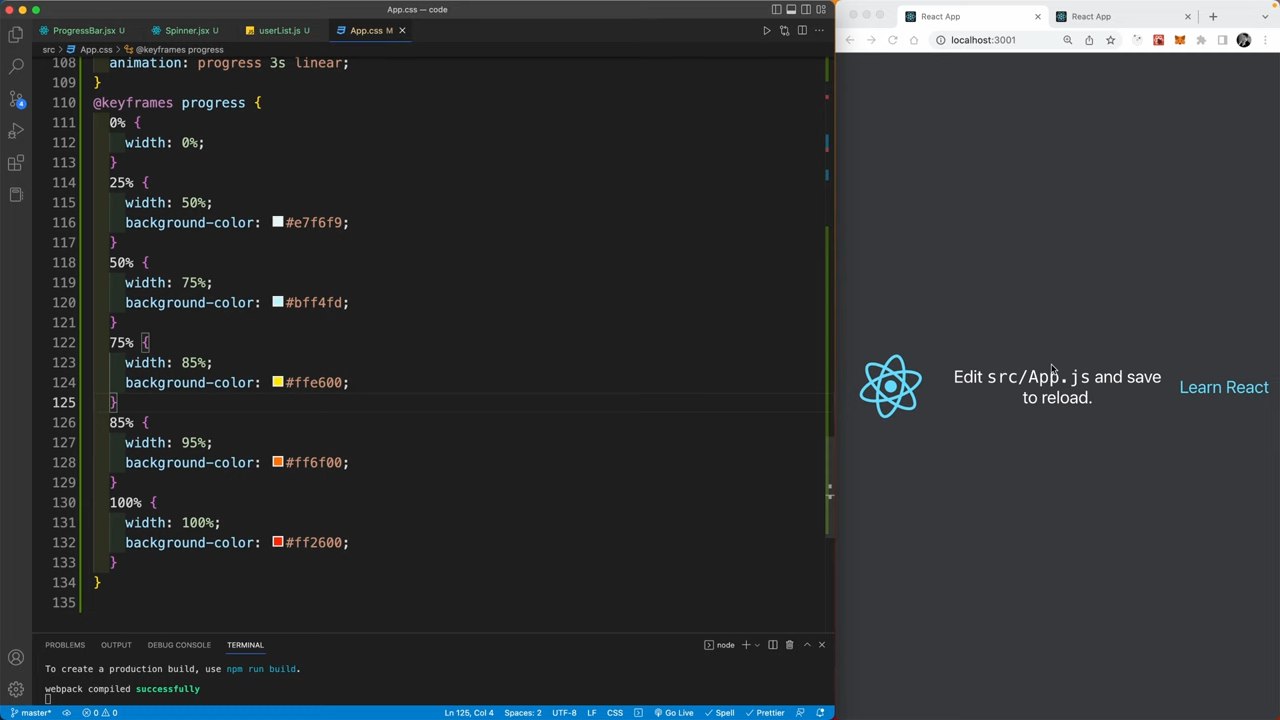 App.css — code
ProgressBar.jsx U
Spinner.jsx U
userList.js U
App.css M
src > App.css > @keyframes progress
108 animation: progress 3s linear;
109 }
110 @keyframes progress {
111 0% {
112 width: 0%;
113 }
114 25% {
115 width: 50%;
116 background-color: #e7f6f9;
117 }
118 50% {
119 width: 75%;
120 background-color: #bff4fd;
121 }
122 75% {
123 width: 85%;
124 background-color: #ffe600;
125 }
126 85% {
127 width: 95%;
128 background-color: #ff6f00;
129 }
130 100% {
131 width: 100%;
132 background-color: #ff2600;
133 }
134 }
135
4
PROBLEMS OUTPUT DEBUG CONSOLE TERMINAL
node
To create a production build, use npm run build.
webpack compiled successfully
master* 0 0 Ln 125, Col 4 Spaces: 2 UTF-8 LF CSS Go Live Spell Prettier
React App
React App
localhost:3001
Edit src/App.js and save
to reload.
Learn React